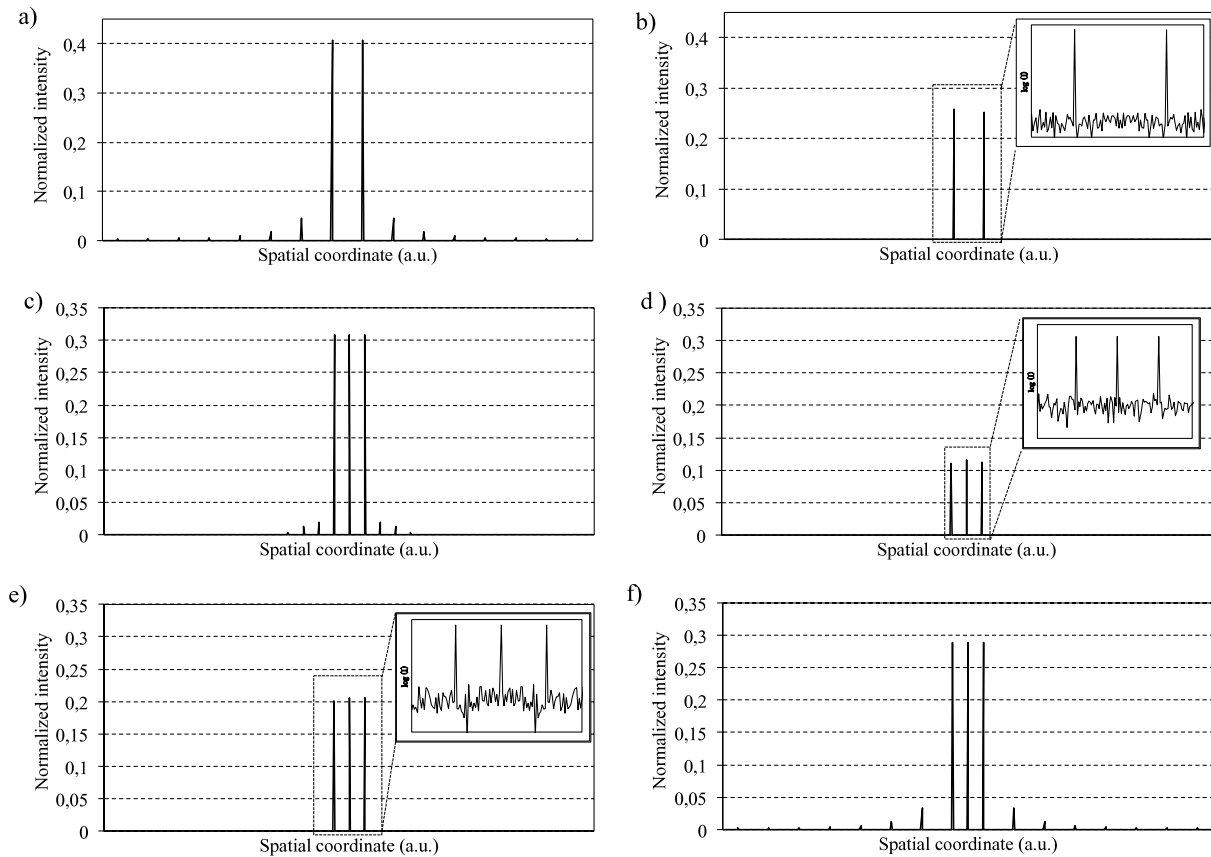 a)
Normalized intensity
0,4
0,3
0,2
0,1
0
Spatial coordinate (a.u.)
b)
Normalized intensity
0,4
0,3
0,2
0,1
0
log (I)
Spatial coordinate (a.u.)
c)
Normalized intensity
0,35
0,3
0,25
0,2
0,15
0,1
0,05
0
Spatial coordinate (a.u.)
d )
Normalized intensity
0,35
0,3
0,25
0,2
0,15
0,1
0,05
0
log (I)
Spatial coordinate (a.u.)
e)
Normalized intensity
0,35
0,3
0,25
0,2
0,15
0,1
0,05
0
log (I)
Spatial coordinate (a.u.)
f)
Normalized intensity
0,35
0,3
0,25
0,2
0,15
0,1
0,05
0
Spatial coordinate (a.u.)